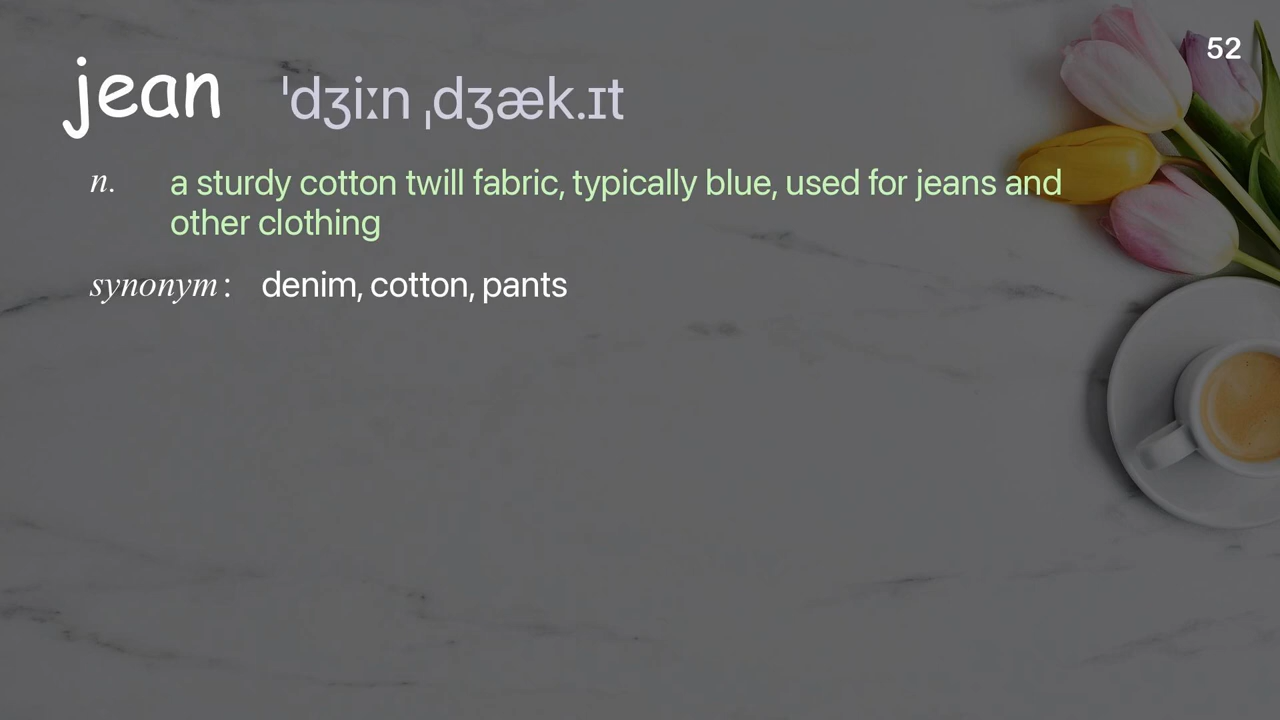 52
jean ˈdʒiːn ˌdʒæk.ɪt
n. a sturdy cotton twill fabric, typically blue, used for jeans and
other clothing
synonym: denim, cotton, pants